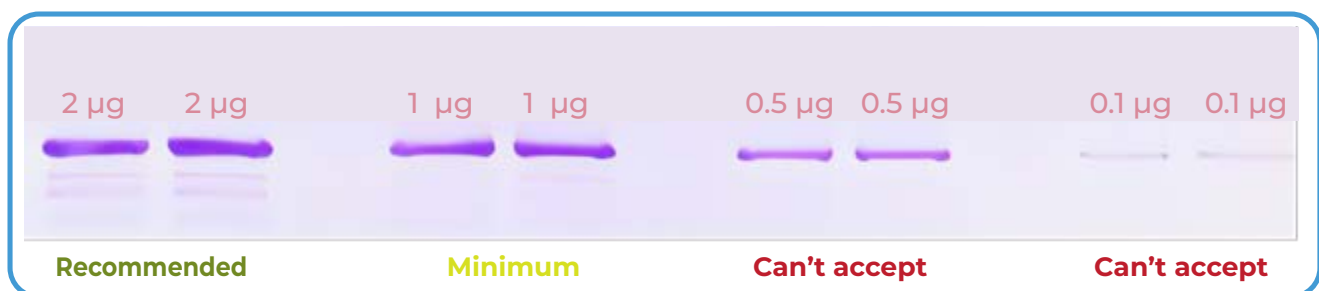 2 µg 2 µg 1 µg 1 µg 0.5 µg 0.5 µg 0.1 µg 0.1 µg
Recommended Minimum Can’t accept Can’t accept